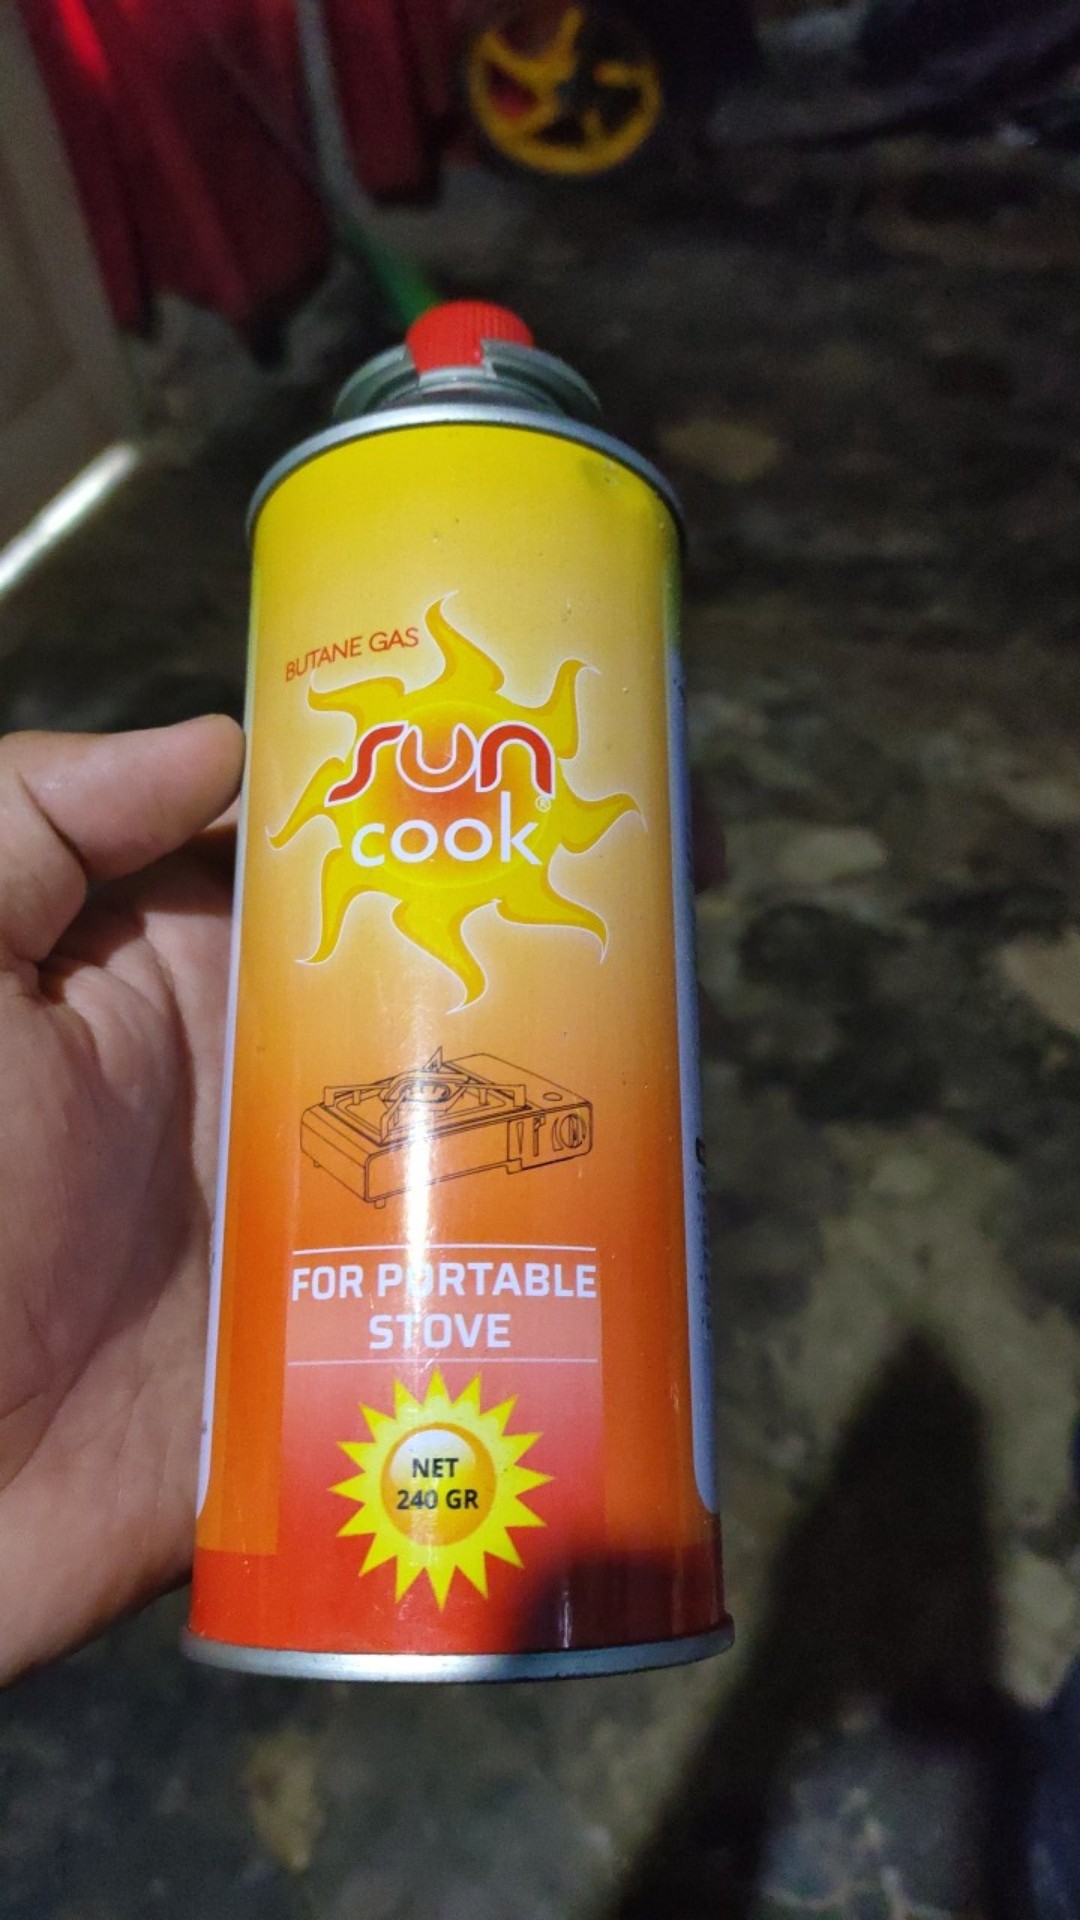 BUTANE GAS
sun
cook®
FOR PORTABLE
STOVE
NET
240 GR